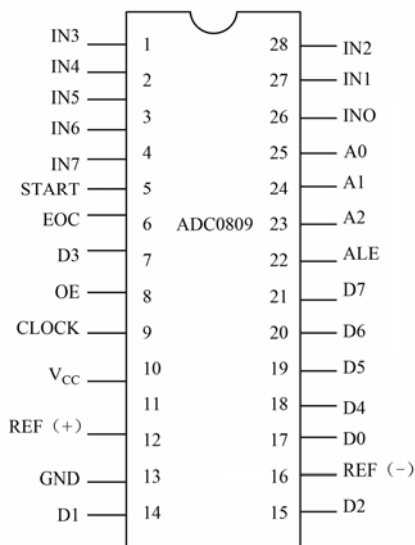 IN3 1 28 IN2
IN4 2 27 IN1
IN5 3 26 INO
IN6 4 25 A0
IN7 5 24 A1
START 6 ADC0809 23 A2
EOC 7 22 ALE
D3 8 21 D7
OE 9 20 D6
CLOCK 10 19 D5
VCC 11 18 D4
REF（+） 12 17 D0
GND 13 16 REF（−）
D1 14 15 D2